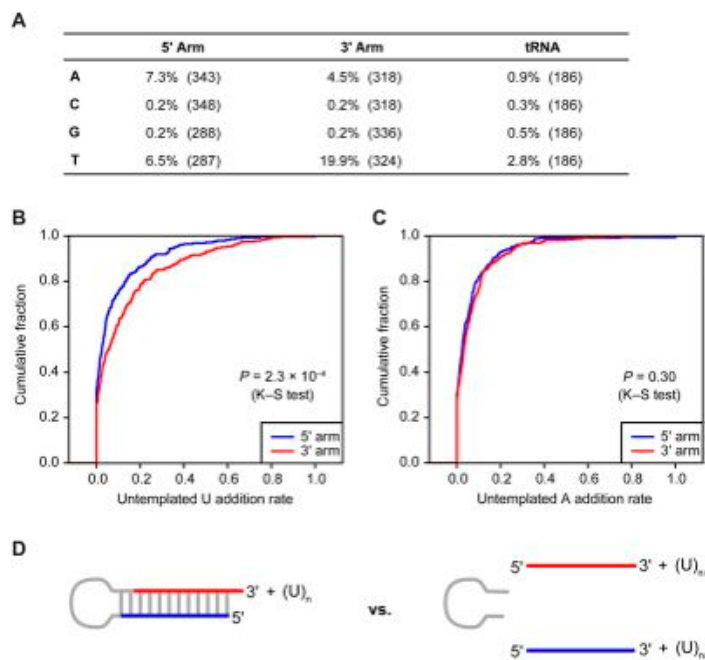 A
5' Arm 3' Arm tRNA
A 7.3% (343) 4.5% (318) 0.9% (186)
C 0.2% (348) 0.2% (318) 0.3% (186)
G 0.2% (288) 0.2% (336) 0.5% (186)
T 6.5% (287) 19.9% (324) 2.8% (186)
B
1.0
0.8
0.6
0.4
0.2
0.0
Cumulative fraction
P = 2.3 × 10⁻⁴
(K–S test)
5' arm
3' arm
0.0 0.2 0.4 0.6 0.8 1.0
Untemplated U addition rate
C
1.0
0.8
0.6
0.4
0.2
0.0
Cumulative fraction
P = 0.30
(K–S test)
5' arm
3' arm
0.0 0.2 0.4 0.6 0.8 1.0
Untemplated A addition rate
D
3' + (U)n
5'
vs.
5' 3' + (U)n
5' 3' + (U)n